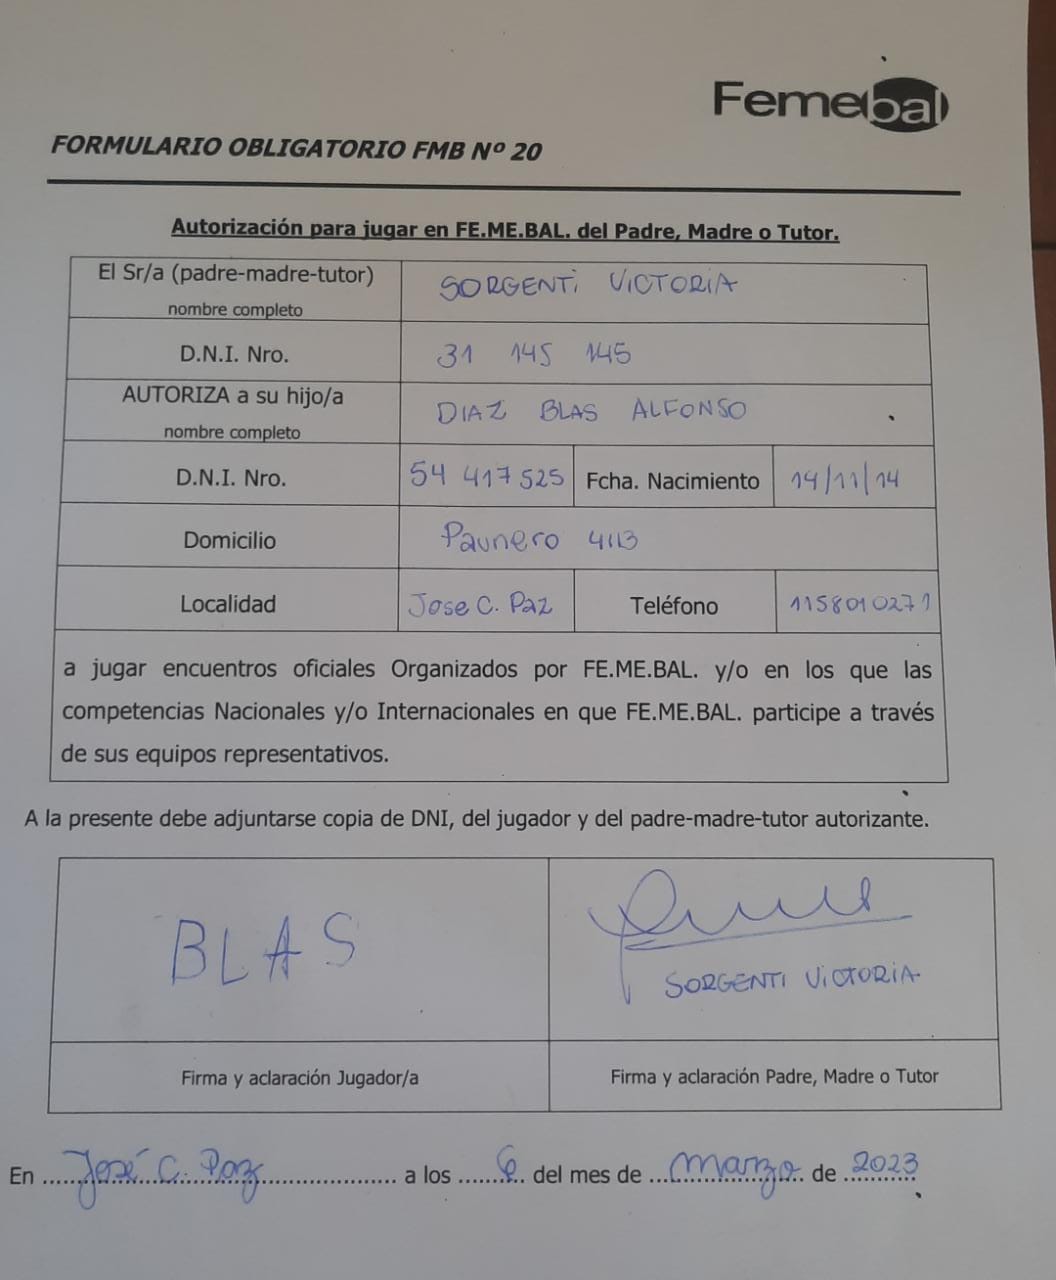 Femebal
FORMULARIO OBLIGATORIO FMB Nº 20
Autorización para jugar en FE.ME.BAL. del Padre, Madre o Tutor.
El Sr/a (padre-madre-tutor) SORGENTI VICTORIA
nombre completo
D.N.I. Nro. 31 145 145
AUTORIZA a su hijo/a DIAZ BLAS ALFONSO
nombre completo
D.N.I. Nro. 54 417 525 Fcha. Nacimiento 14/11/14
Domicilio Paunero 4113
Localidad Jose C. Paz Teléfono 1158010271
a jugar encuentros oficiales Organizados por FE.ME.BAL. y/o en los que las
competencias Nacionales y/o Internacionales en que FE.ME.BAL. participe a través
de sus equipos representativos.
A la presente debe adjuntarse copia de DNI, del jugador y del padre-madre-tutor autorizante.
BLAS
SORGENTI VICTORIA
Firma y aclaración Jugador/a Firma y aclaración Padre, Madre o Tutor
En José C. Paz a los 6 del mes de Marzo de 2023